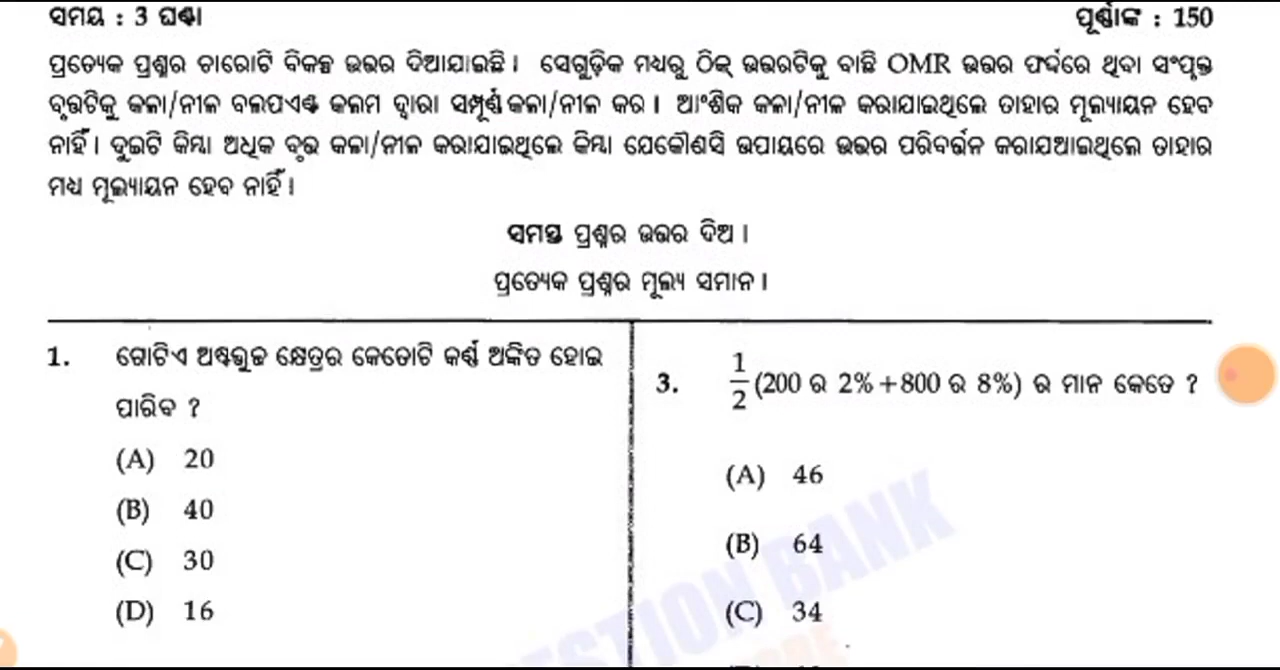 ସମୟ : 3 ଘଣ୍ଟା
ପୂର୍ଣ୍ଣାଙ୍କ : 150
ପ୍ରତ୍ୟେକ ପ୍ରଶ୍ନର ଚାରୋଟି ବିକଳ୍ପ ଉତ୍ତର ଦିଆଯାଇଛି । ସେଗୁଡ଼ିକ ମଧ୍ୟରୁ ଠିକ୍ ଉତ୍ତରଟିକୁ ବାଛି OMR ଉତ୍ତର ଫର୍ଦ୍ଦରେ ଥିବା ସଂପୃକ୍ତ
ବୃତ୍ତଟିକୁ କଳା/ନୀଳ ବଲପଏଣ୍ଟ କଲମ ଦ୍ୱାରା ସମ୍ପୂର୍ଣ୍ଣ କଳା/ନୀଳ କର । ଆଂଶିକ କଳା/ନୀଳ କରାଯାଇଥିଲେ ତାହାର ମୂଲ୍ୟାୟନ ହେବ
ନାହିଁ । ଦୁଇଟି କିମ୍ବା ଅଧିକ ବୃତ୍ତ କଳା/ନୀଳ କରାଯାଇଥିଲେ କିମ୍ବା ଯେକୌଣସି ଉପାୟରେ ଉତ୍ତର ପରିବର୍ତ୍ତନ କରାଯଆଇଥିଲେ ତାହାର
ମଧ୍ୟ ମୂଲ୍ୟାୟନ ହେବ ନାହିଁ ।
ସମସ୍ତ ପ୍ରଶ୍ନର ଉତ୍ତର ଦିଅ ।
ପ୍ରତ୍ୟେକ ପ୍ରଶ୍ନର ମୂଲ୍ୟ ସମାନ ।
1. ଗୋଟିଏ ଅଷ୍ଟଭୁଜ କ୍ଷେତ୍ରର କେତୋଟି କର୍ଣ୍ଣ ଅଙ୍କିତ ହୋଇ
ପାରିବ ?
(A) 20
(B) 40
(C) 30
(D) 16
3. 1/2 (200 ର 2% + 800 ର 8%) ର ମାନ କେତେ ?
(A) 46
(B) 64
(C) 34
QUESTION BANK